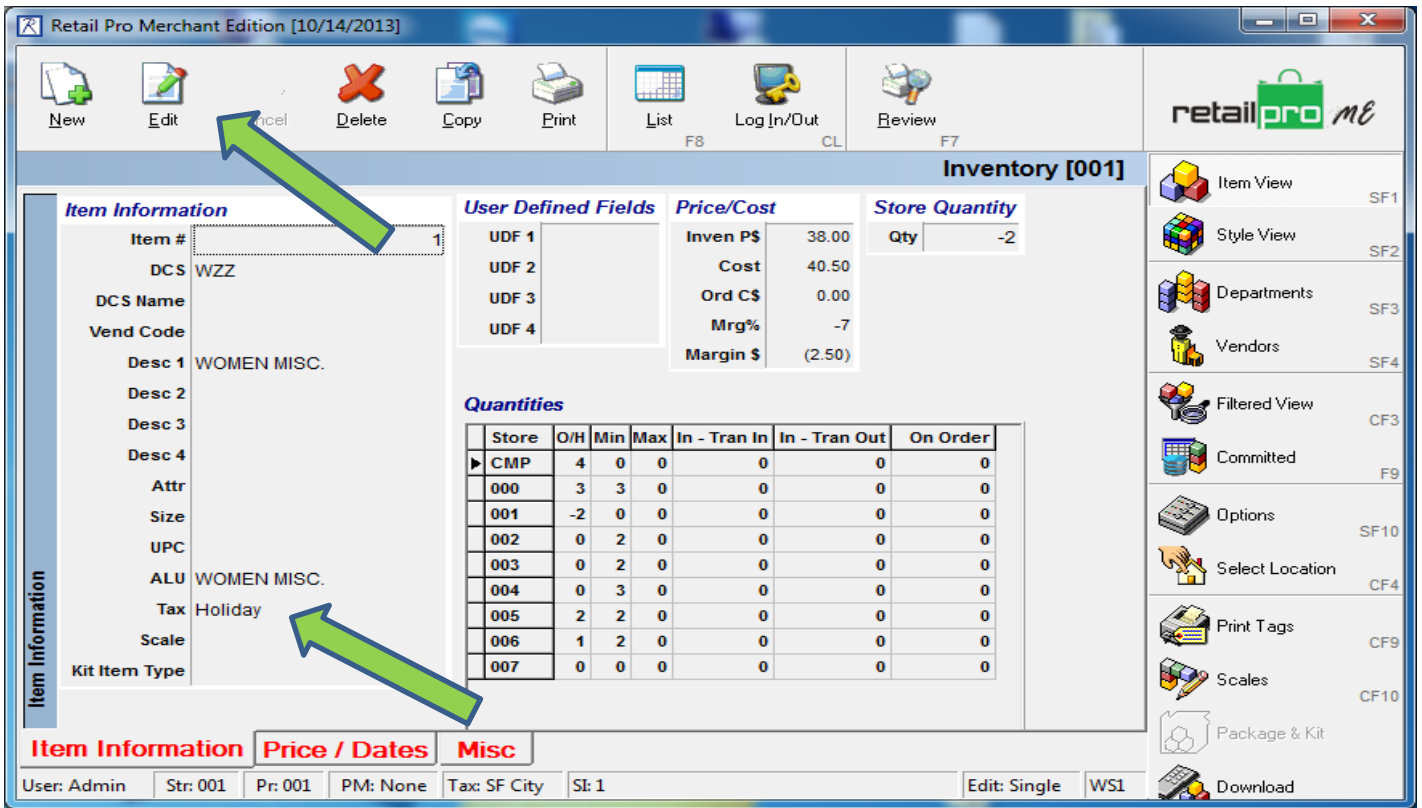 Retail Pro Merchant Edition [10/14/2013]
New
Edit
Delete
Copy
Print
List
F8
Log In/Out
CL
Review
F7
retail pro ME
Inventory [001]
Item Information
Item # 1
DCS WZZ
DCS Name
Vend Code
Desc 1 WOMEN MISC.
Desc 2
Desc 3
Desc 4
Attr
Size
UPC
ALU WOMEN MISC.
Tax Holiday
Scale
Kit Item Type
User Defined Fields
UDF 1
UDF 2
UDF 3
UDF 4
Price/Cost
Inven P$ 38.00
Cost 40.50
Ord C$ 0.00
Mrg% -7
Margin $ (2.50)
Store Quantity
Qty -2
Quantities
Store O/H Min Max In - Tran In In - Tran Out On Order
CMP 4 0 0 0 0 0
000 3 3 0 0 0 0
001 -2 0 0 0 0 0
002 0 2 0 0 0 0
003 0 2 0 0 0 0
004 0 3 0 0 0 0
005 2 2 0 0 0 0
006 1 2 0 0 0 0
007 0 0 0 0 0 0
Item Information
Item View SF1
Style View SF2
Departments SF3
Vendors SF4
Filtered View CF3
Committed F9
Options SF10
Select Location CF4
Print Tags CF9
Scales CF10
Package & Kit
Download
Item Information Price / Dates Misc
User: Admin Str: 001 Pr: 001 PM: None Tax: SF City SI: 1 Edit: Single WS1